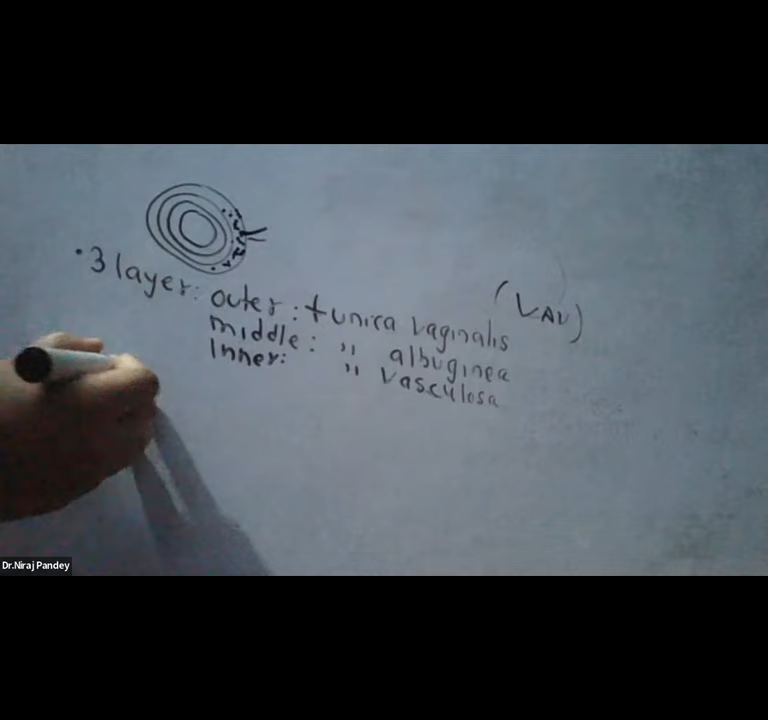 • 3 layer: outer : tunica vaginalis (VAV)
middle : " albuginea
Inner: " vasculosa
Dr.Niraj Pandey